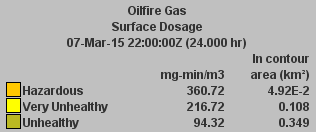 Oilfire Gas
Surface Dosage
07-Mar-15 22:00:00Z (24.000 hr)
In contour
mg-min/m3 area (km²)
Hazardous 360.72 4.92E-2
Very Unhealthy 216.72 0.108
Unhealthy 94.32 0.349